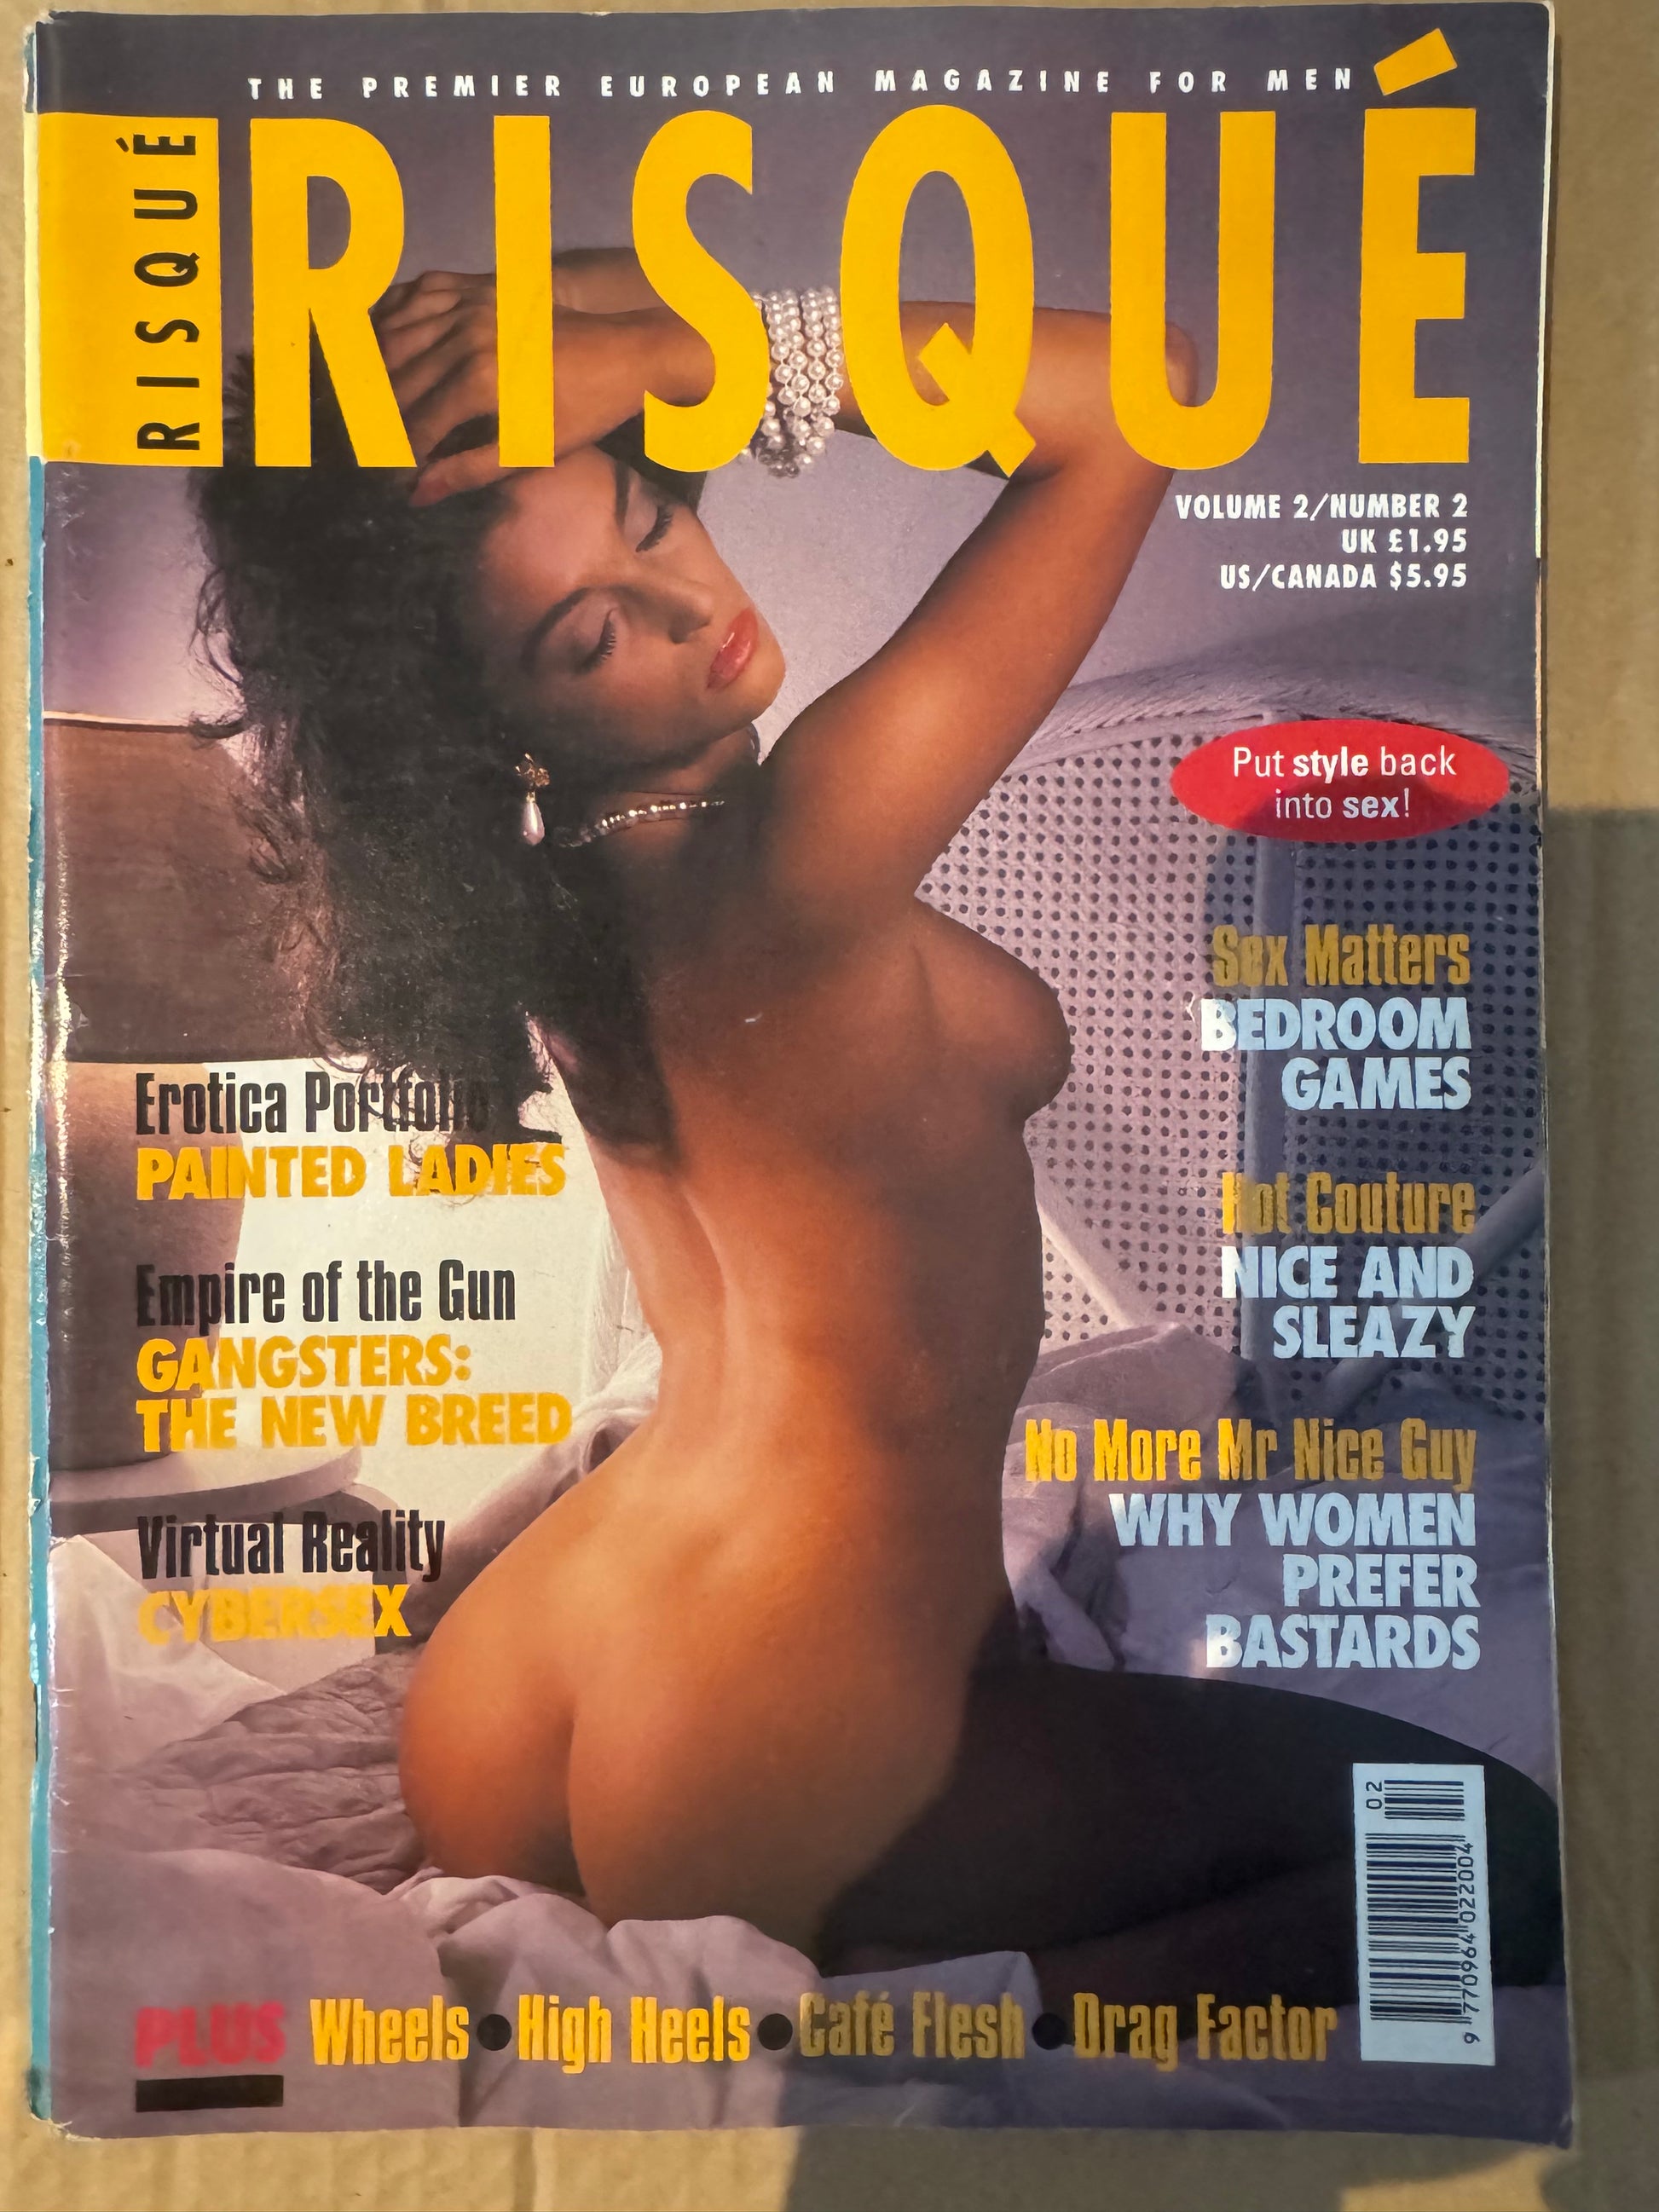 THE PREMIER EUROPEAN MAGAZINE FOR MEN
RISQUÉ
RISQUÉ
VOLUME 2/NUMBER 2
UK £1.95
US/CANADA $5.95
Put style back
into sex!
Sex Matters
BEDROOM
GAMES
Hot Couture
NICE AND
SLEAZY
No More Mr Nice Guy
WHY WOMEN
PREFER
BASTARDS
Erotica Portfolio
PAINTED LADIES
Empire of the Gun
GANGSTERS:
THE NEW BREED
Virtual Reality
CYBERSEX
PLUS Wheels • High Heels • Café Flesh • Drag Factor
02
9 770964 022004